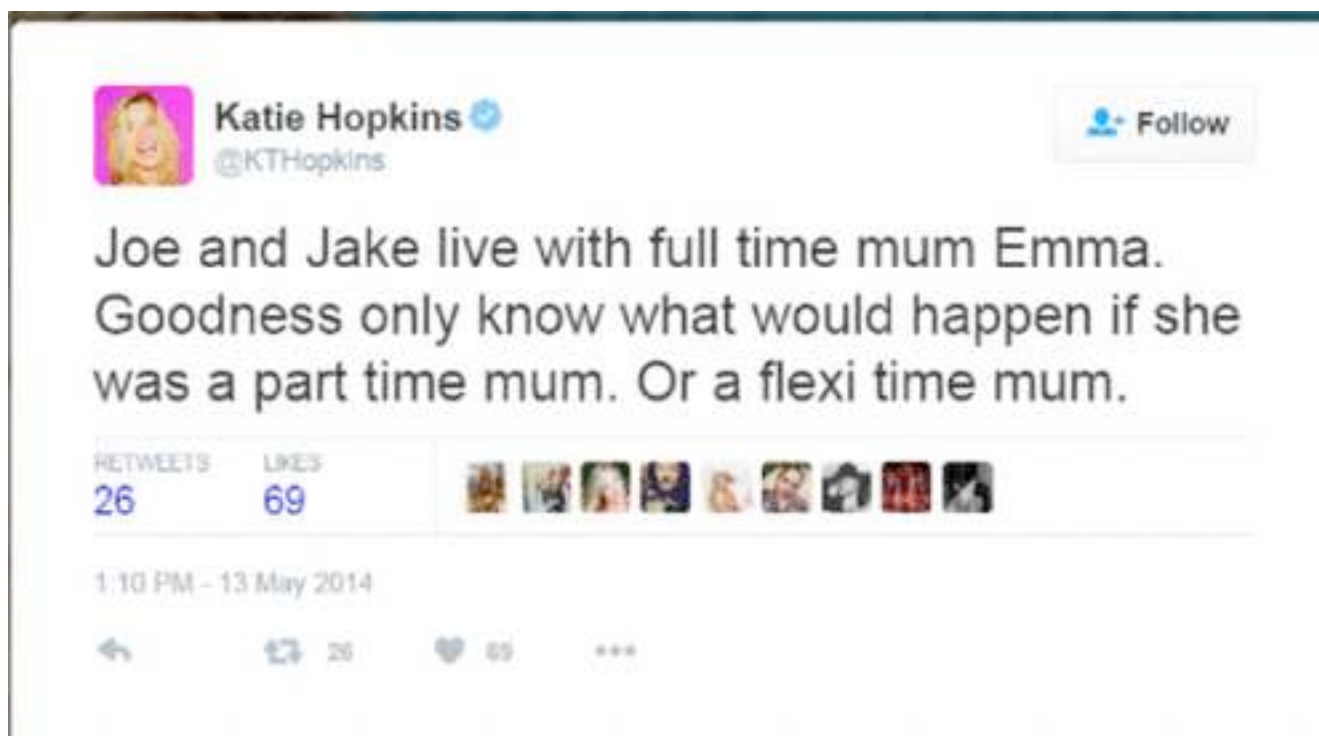 Katie Hopkins
@KTHopkins
Follow
Joe and Jake live with full time mum Emma.
Goodness only know what would happen if she
was a part time mum. Or a flexi time mum.
RETWEETS LIKES
26 69
1:10 PM - 13 May 2014
26 69